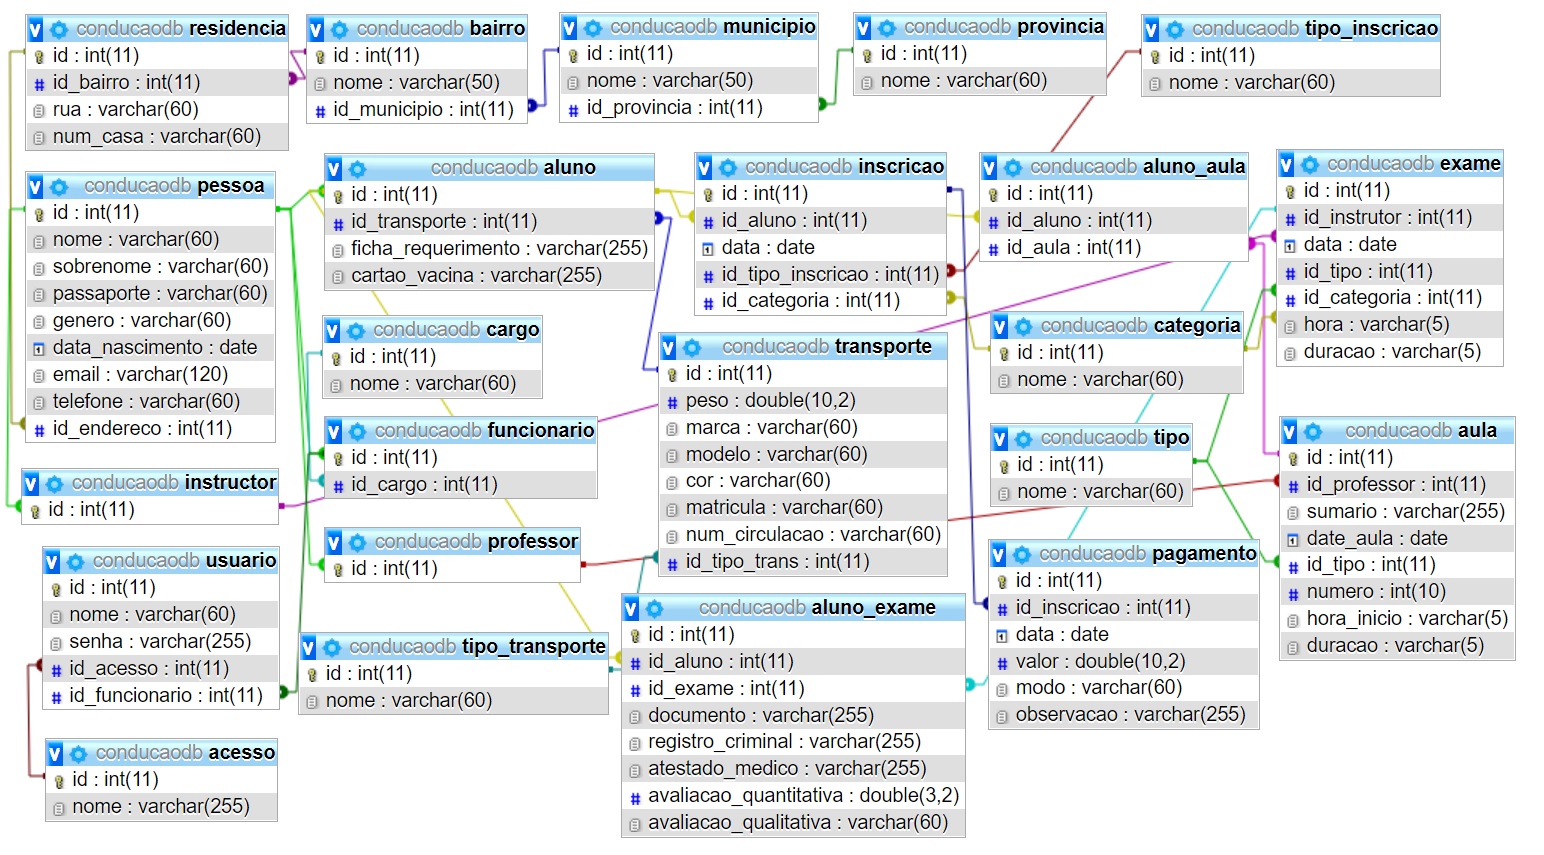 conducaodb residencia
id : int(11)
id_bairro : int(11)
rua : varchar(60)
num_casa : varchar(60)
conducaodb bairro
id : int(11)
nome : varchar(50)
id_municipio : int(11)
conducaodb municipio
id : int(11)
nome : varchar(50)
id_provincia : int(11)
conducaodb provincia
id : int(11)
nome : varchar(60)
conducaodb tipo_inscricao
id : int(11)
nome : varchar(60)
conducaodb pessoa
id : int(11)
nome : varchar(60)
sobrenome : varchar(60)
passaporte : varchar(60)
genero : varchar(60)
data_nascimento : date
email : varchar(120)
telefone : varchar(60)
id_endereco : int(11)
conducaodb aluno
id : int(11)
id_transporte : int(11)
ficha_requerimento : varchar(255)
cartao_vacina : varchar(255)
conducaodb inscricao
id : int(11)
id_aluno : int(11)
data : date
id_tipo_inscricao : int(11)
id_categoria : int(11)
conducaodb aluno_aula
id : int(11)
id_aluno : int(11)
id_aula : int(11)
conducaodb exame
id : int(11)
id_instrutor : int(11)
data : date
id_tipo : int(11)
id_categoria : int(11)
hora : varchar(5)
duracao : varchar(5)
conducaodb cargo
id : int(11)
nome : varchar(60)
conducaodb transporte
id : int(11)
peso : double(10,2)
marca : varchar(60)
modelo : varchar(60)
cor : varchar(60)
matricula : varchar(60)
num_circulacao : varchar(60)
id_tipo_trans : int(11)
conducaodb categoria
id : int(11)
nome : varchar(60)
conducaodb funcionario
id : int(11)
id_cargo : int(11)
conducaodb tipo
id : int(11)
nome : varchar(60)
conducaodb aula
id : int(11)
id_professor : int(11)
sumario : varchar(255)
date_aula : date
id_tipo : int(11)
numero : int(10)
hora_inicio : varchar(5)
duracao : varchar(5)
conducaodb instructor
id : int(11)
conducaodb professor
id : int(11)
conducaodb usuario
id : int(11)
nome : varchar(60)
senha : varchar(255)
id_acesso : int(11)
id_funcionario : int(11)
conducaodb tipo_transporte
id : int(11)
nome : varchar(60)
conducaodb aluno_exame
id : int(11)
id_aluno : int(11)
id_exame : int(11)
documento : varchar(255)
registro_criminal : varchar(255)
atestado_medico : varchar(255)
avaliacao_quantitativa : double(3,2)
avaliacao_qualitativa : varchar(60)
conducaodb pagamento
id : int(11)
id_inscricao : int(11)
data : date
valor : double(10,2)
modo : varchar(60)
observacao : varchar(255)
conducaodb acesso
id : int(11)
nome : varchar(255)